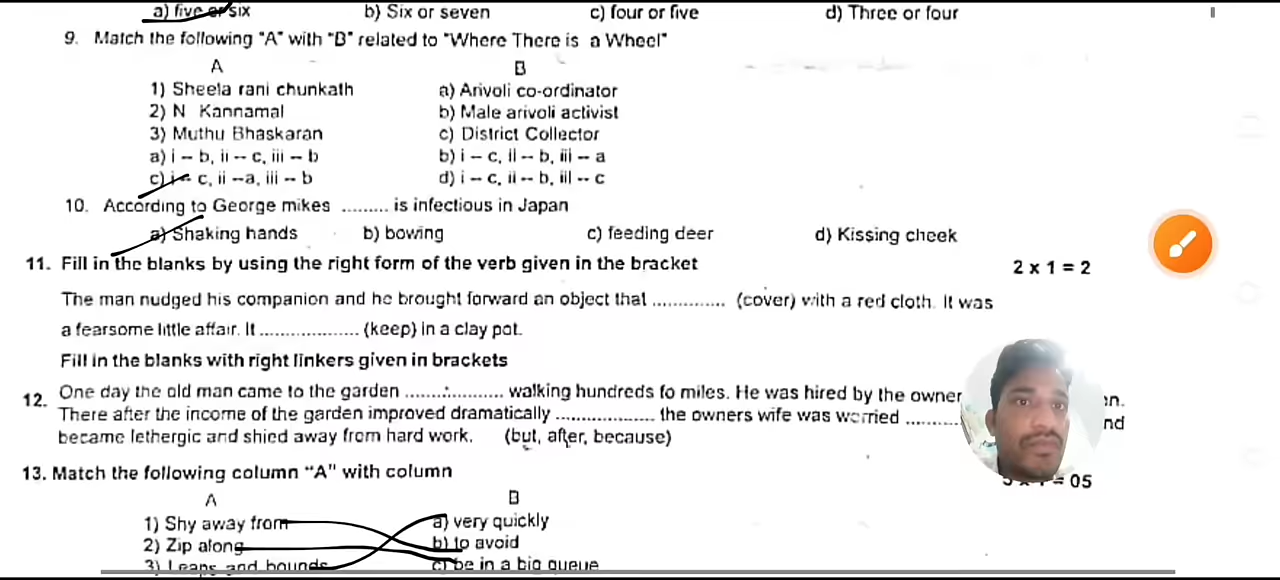 a) five or six b) Six or seven c) four or five d) Three or four
9. Match the following "A" with "B" related to "Where There is a Wheel"
A B
1) Sheela rani chunkath a) Arivoli co-ordinator
2) N Kannamal b) Male arivoli activist
3) Muthu Bhaskaran c) District Collector
a) i – b, ii -- c, iii – b b) i – c, ii -- b, iii -- a
c) i – c, ii --a, iii -- b d) i -- c, ii -- b, iii -- c
10. According to George mikes ......... is infectious in Japan
a) Shaking hands b) bowing c) feeding deer d) Kissing cheek
11. Fill in the blanks by using the right form of the verb given in the bracket 2 x 1 = 2
The man nudged his companion and he brought forward an object that .............. (cover) with a red cloth. It was
a fearsome little affair. It ................... (keep) in a clay pot.
Fill in the blanks with right linkers given in brackets
12. One day the old man came to the garden ................... walking hundreds fo miles. He was hired by the owner
There after the income of the garden improved dramatically .................. the owners wife was worried ..........
became lethergic and shied away from hard work. (but, after, because)
13. Match the following column "A" with column = 05
A B
1) Shy away from a) very quickly
2) Zip along b) to avoid
3) Leaps and bounds c) be in a big queue